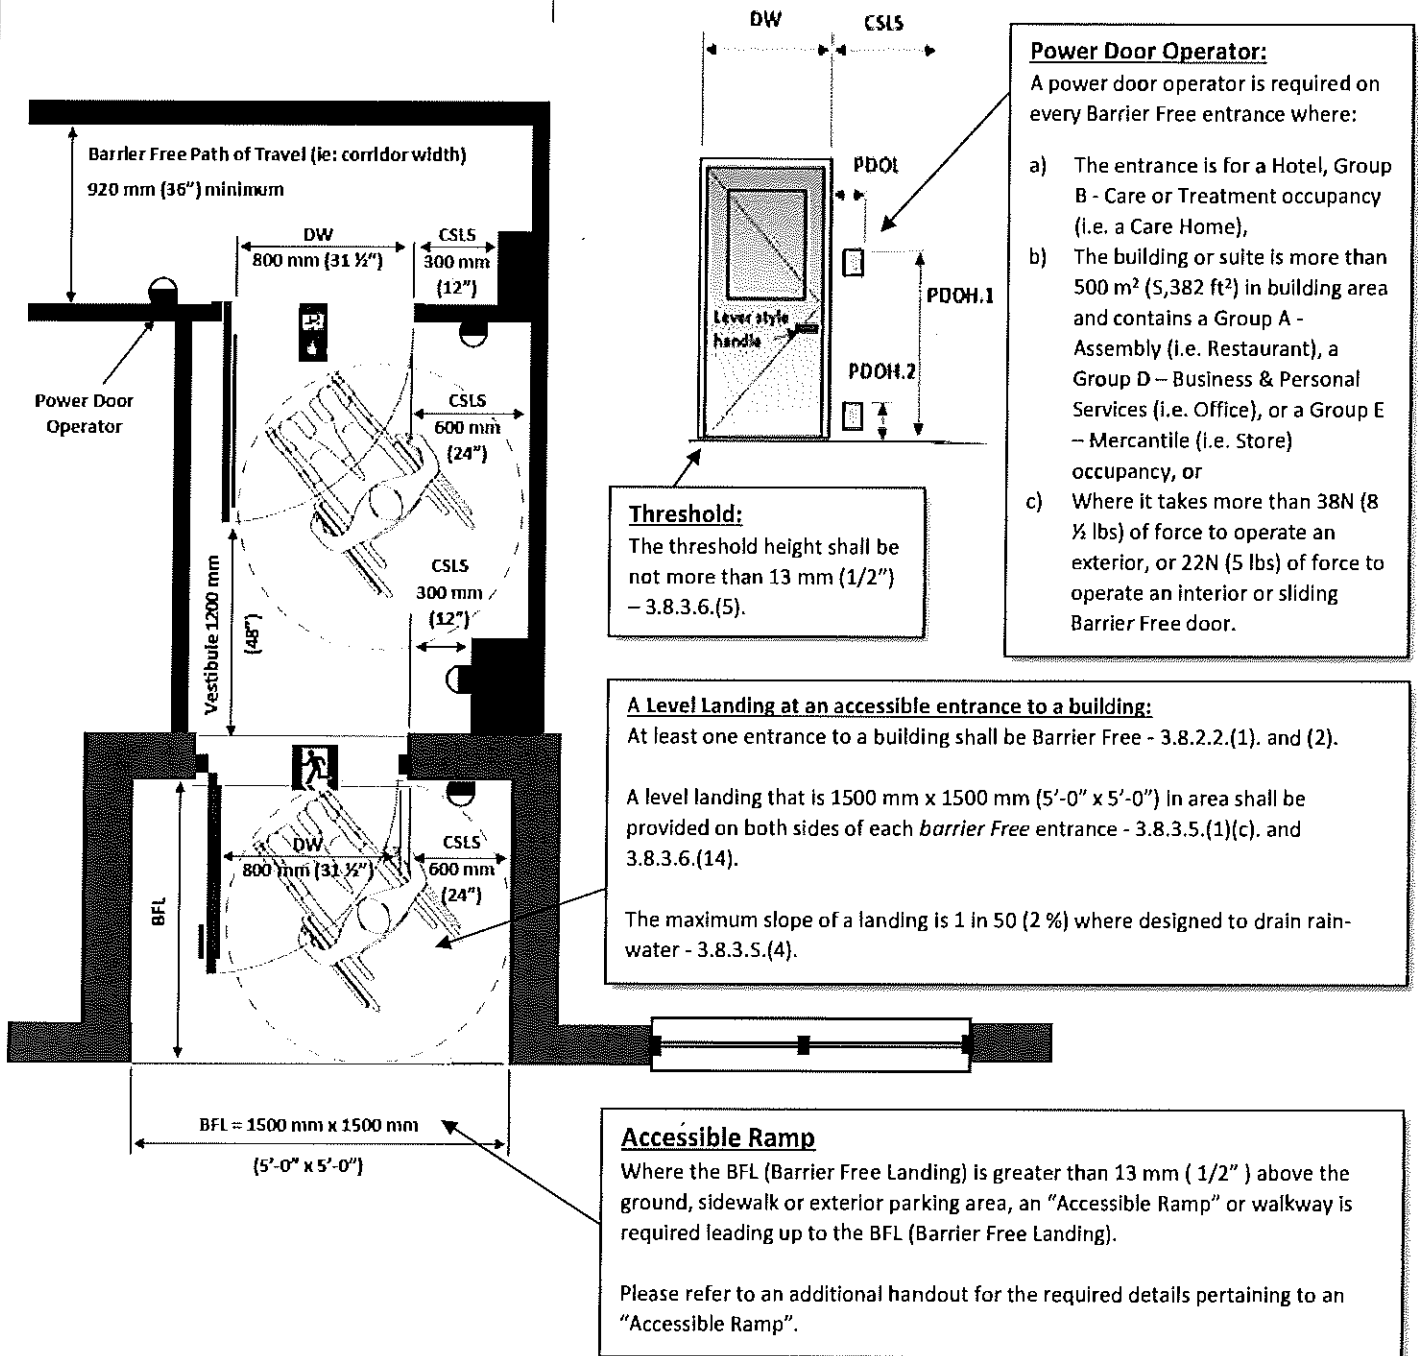 DW
CSLS
Power Door Operator:
A power door operator is required on
every Barrier Free entrance where:
a) The entrance is for a Hotel, Group
B - Care or Treatment occupancy
(i.e. a Care Home),
b) The building or suite is more than
500 m² (5,382 ft²) in building area
and contains a Group A -
Assembly (i.e. Restaurant), a
Group D – Business & Personal
Services (i.e. Office), or a Group E
– Mercantile (i.e. Store)
occupancy, or
c) Where it takes more than 38N (8
½ lbs) of force to operate an
exterior, or 22N (5 lbs) of force to
operate an interior or sliding
Barrier Free door.
PDOL
PDOH.1
Lever style
handle
PDOH.2
Barrier Free Path of Travel (ie: corridor width)
920 mm (36") minimum
DW
800 mm (31 ½")
CSLS
300 mm
(12")
Power Door
Operator
CSLS
600 mm
(24")
CSLS
300 mm
(12")
Vestibule 1200 mm
(48")
Threshold:
The threshold height shall be
not more than 13 mm (1/2")
– 3.8.3.6.(5).
A Level Landing at an accessible entrance to a building:
At least one entrance to a building shall be Barrier Free - 3.8.2.2.(1). and (2).
A level landing that is 1500 mm x 1500 mm (5'-0" x 5'-0") in area shall be
provided on both sides of each barrier Free entrance - 3.8.3.5.(1)(c). and
3.8.3.6.(14).
The maximum slope of a landing is 1 in 50 (2 %) where designed to drain rain-
water - 3.8.3.5.(4).
DW
800 mm (31 ½")
CSLS
600 mm
(24")
BFL
BFL = 1500 mm x 1500 mm
(5'-0" x 5'-0")
Accessible Ramp
Where the BFL (Barrier Free Landing) is greater than 13 mm ( 1/2" ) above the
ground, sidewalk or exterior parking area, an "Accessible Ramp" or walkway is
required leading up to the BFL (Barrier Free Landing).
Please refer to an additional handout for the required details pertaining to an
"Accessible Ramp".